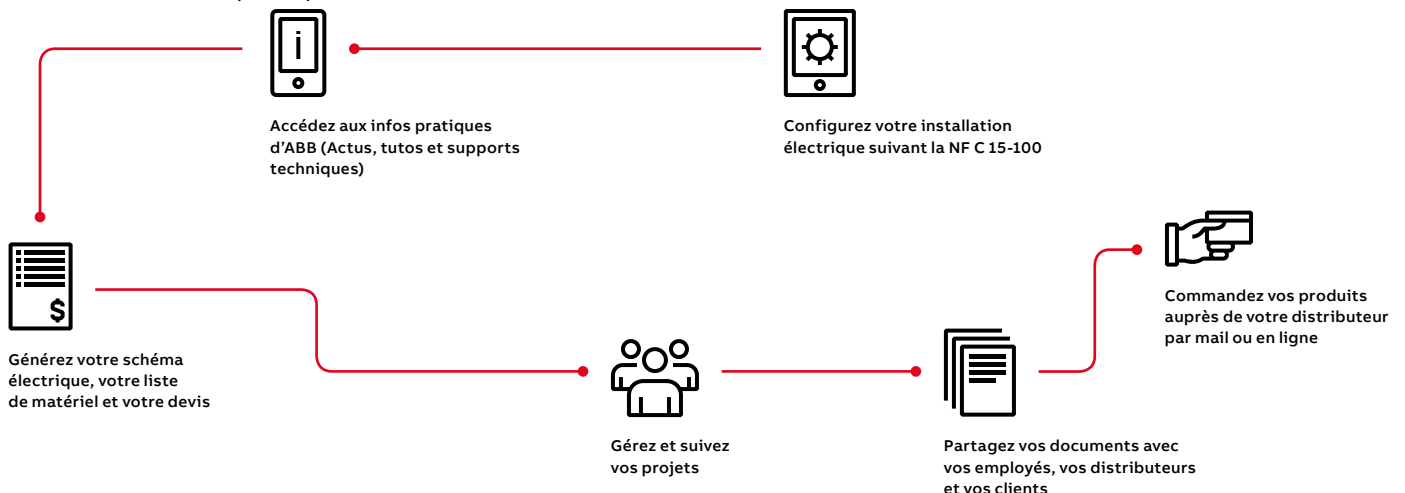 i
Accédez aux infos pratiques
d'ABB (Actus, tutos et supports
techniques)
Configurez votre installation
électrique suivant la NF C 15-100
$
Générez votre schéma
électrique, votre liste
de matériel et votre devis
Gérez et suivez
vos projets
Partagez vos documents avec
vos employés, vos distributeurs
et vos clients
Commandez vos produits
auprès de votre distributeur
par mail ou en ligne